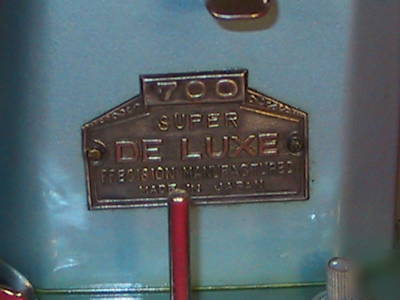 700
SUPER
DE LUXE
PRECISION MANUFACTURED
MADE IN JAPAN